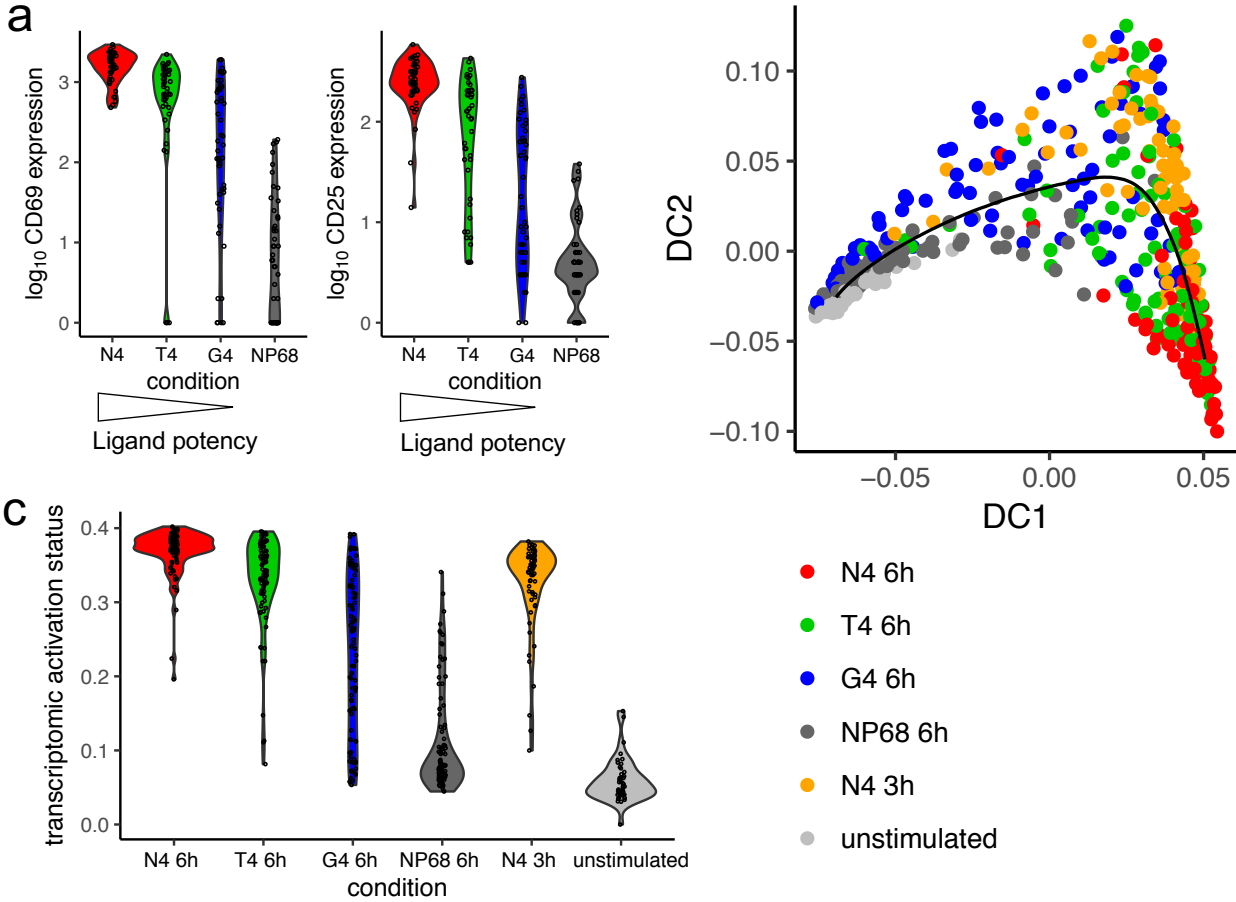 a
log10 CD69 expression
3
2
1
0
N4 T4 G4 NP68
condition
Ligand potency
log10 CD25 expression
2
1
0
N4 T4 G4 NP68
condition
Ligand potency
DC2
0.10
0.05
0.00
−0.05
−0.10
−0.05 0.00 0.05
DC1
c
transcriptomic activation status
0.4
0.3
0.2
0.1
0.0
N4 6h T4 6h G4 6h NP68 6h N4 3h unstimulated
condition
N4 6h
T4 6h
G4 6h
NP68 6h
N4 3h
unstimulated